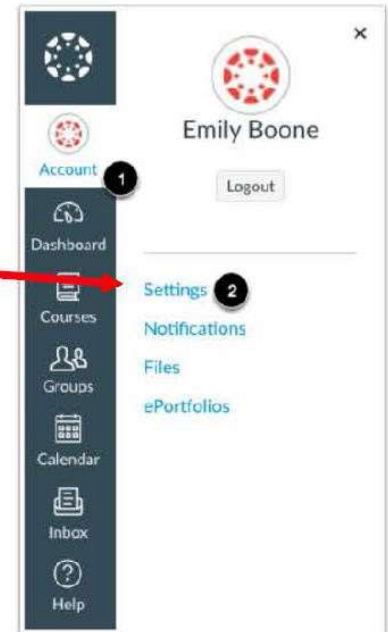 ×
Emily Boone
Logout
Account 1
Dashboard
Courses
Groups
Calendar
Inbox
Help
Settings 2
Notifications
Files
ePortfolios